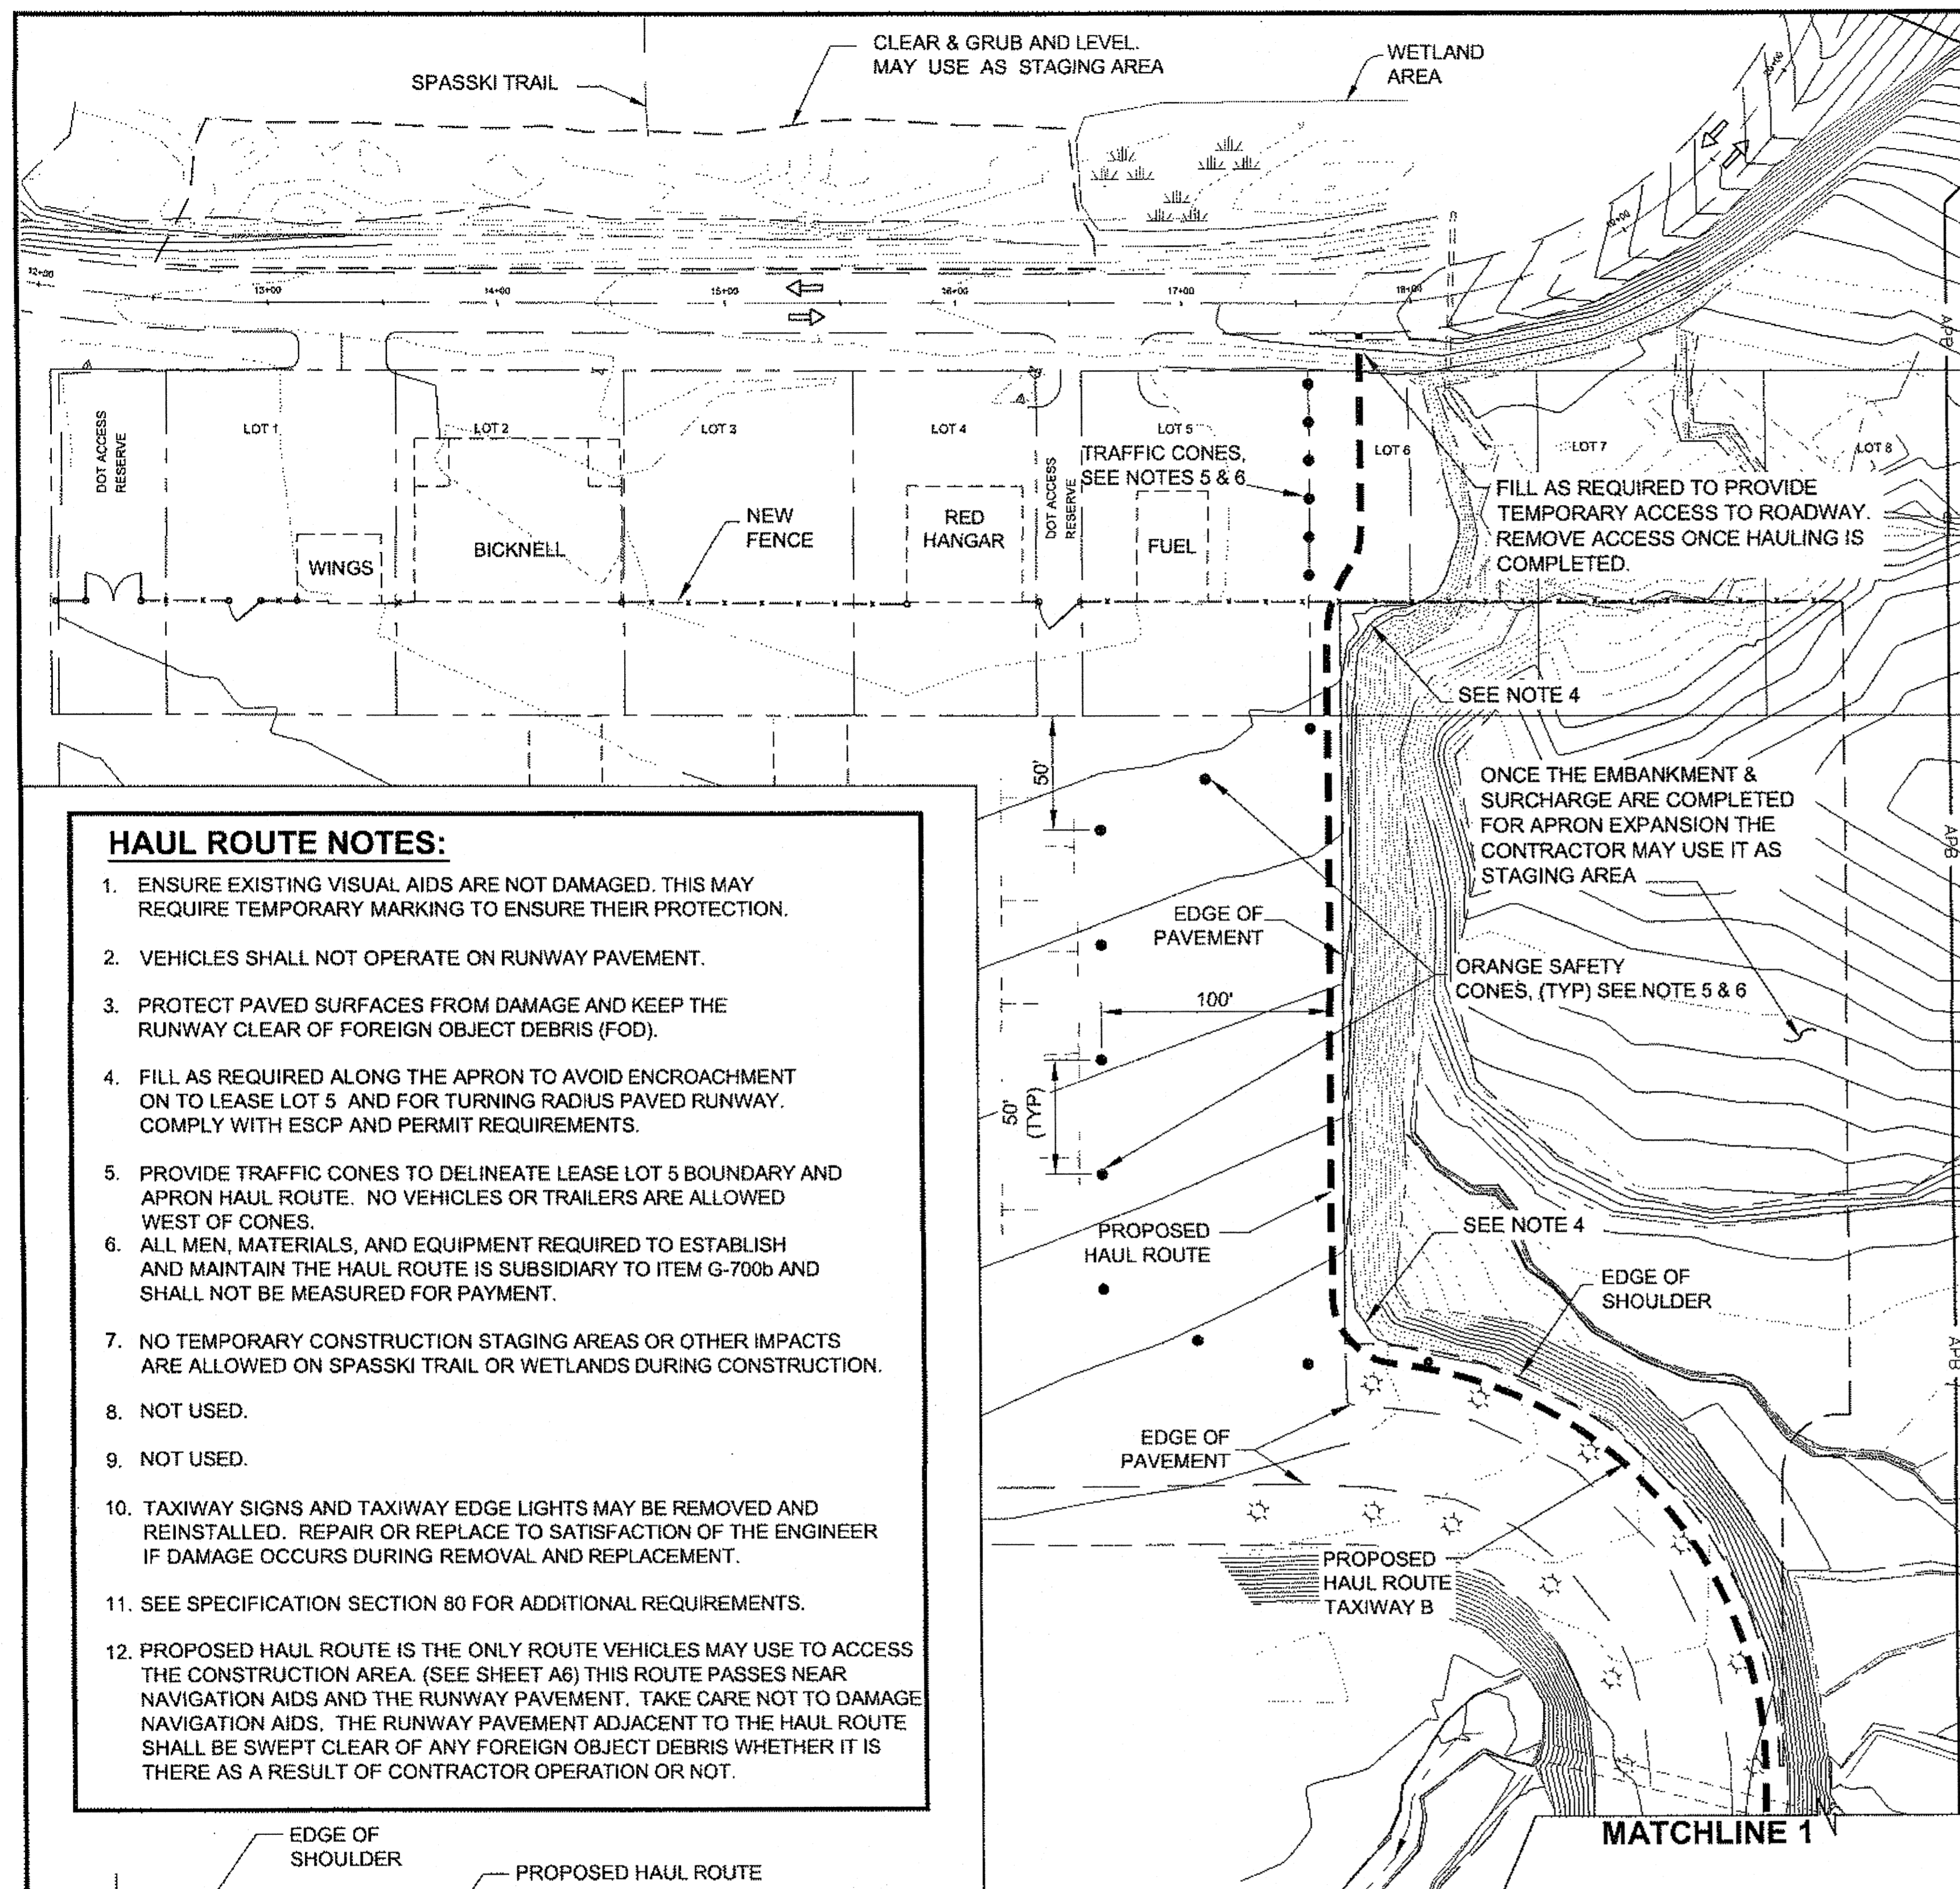 CLEAR & GRUB AND LEVEL.
MAY USE AS STAGING AREA
WETLAND
AREA
SPASSKI TRAIL
20+00
19+00
12+00
13+00
14+00
15+00
16+00
17+00
18+00
APB
DOT ACCESS
RESERVE
LOT 1
LOT 2
LOT 3
LOT 4
LOT 5
LOT 6
LOT 7
LOT 8
TRAFFIC CONES,
SEE NOTES 5 & 6
DOT ACCESS
RESERVE
FILL AS REQUIRED TO PROVIDE
TEMPORARY ACCESS TO ROADWAY.
REMOVE ACCESS ONCE HAULING IS
COMPLETED.
NEW
FENCE
RED
HANGAR
BICKNELL
FUEL
WINGS
SEE NOTE 4
50'
ONCE THE EMBANKMENT &
SURCHARGE ARE COMPLETED
FOR APRON EXPANSION THE
CONTRACTOR MAY USE IT AS
STAGING AREA
APB
EDGE OF
PAVEMENT
ORANGE SAFETY
CONES, (TYP) SEE NOTE 5 & 6
100'
50'
(TYP)
PROPOSED
HAUL ROUTE
SEE NOTE 4
EDGE OF
SHOULDER
APB
EDGE OF
PAVEMENT
PROPOSED
HAUL ROUTE
TAXIWAY B
MATCHLINE 1
HAUL ROUTE NOTES:
1. ENSURE EXISTING VISUAL AIDS ARE NOT DAMAGED. THIS MAY
REQUIRE TEMPORARY MARKING TO ENSURE THEIR PROTECTION.
2. VEHICLES SHALL NOT OPERATE ON RUNWAY PAVEMENT.
3. PROTECT PAVED SURFACES FROM DAMAGE AND KEEP THE
RUNWAY CLEAR OF FOREIGN OBJECT DEBRIS (FOD).
4. FILL AS REQUIRED ALONG THE APRON TO AVOID ENCROACHMENT
ON TO LEASE LOT 5 AND FOR TURNING RADIUS PAVED RUNWAY.
COMPLY WITH ESCP AND PERMIT REQUIREMENTS.
5. PROVIDE TRAFFIC CONES TO DELINEATE LEASE LOT 5 BOUNDARY AND
APRON HAUL ROUTE. NO VEHICLES OR TRAILERS ARE ALLOWED
WEST OF CONES.
6. ALL MEN, MATERIALS, AND EQUIPMENT REQUIRED TO ESTABLISH
AND MAINTAIN THE HAUL ROUTE IS SUBSIDIARY TO ITEM G-700b AND
SHALL NOT BE MEASURED FOR PAYMENT.
7. NO TEMPORARY CONSTRUCTION STAGING AREAS OR OTHER IMPACTS
ARE ALLOWED ON SPASSKI TRAIL OR WETLANDS DURING CONSTRUCTION.
8. NOT USED.
9. NOT USED.
10. TAXIWAY SIGNS AND TAXIWAY EDGE LIGHTS MAY BE REMOVED AND
REINSTALLED. REPAIR OR REPLACE TO SATISFACTION OF THE ENGINEER
IF DAMAGE OCCURS DURING REMOVAL AND REPLACEMENT.
11. SEE SPECIFICATION SECTION 80 FOR ADDITIONAL REQUIREMENTS.
12. PROPOSED HAUL ROUTE IS THE ONLY ROUTE VEHICLES MAY USE TO ACCESS
THE CONSTRUCTION AREA. (SEE SHEET A6) THIS ROUTE PASSES NEAR
NAVIGATION AIDS AND THE RUNWAY PAVEMENT. TAKE CARE NOT TO DAMAGE
NAVIGATION AIDS. THE RUNWAY PAVEMENT ADJACENT TO THE HAUL ROUTE
SHALL BE SWEPT CLEAR OF ANY FOREIGN OBJECT DEBRIS WHETHER IT IS
THERE AS A RESULT OF CONTRACTOR OPERATION OR NOT.
EDGE OF
SHOULDER
PROPOSED HAUL ROUTE